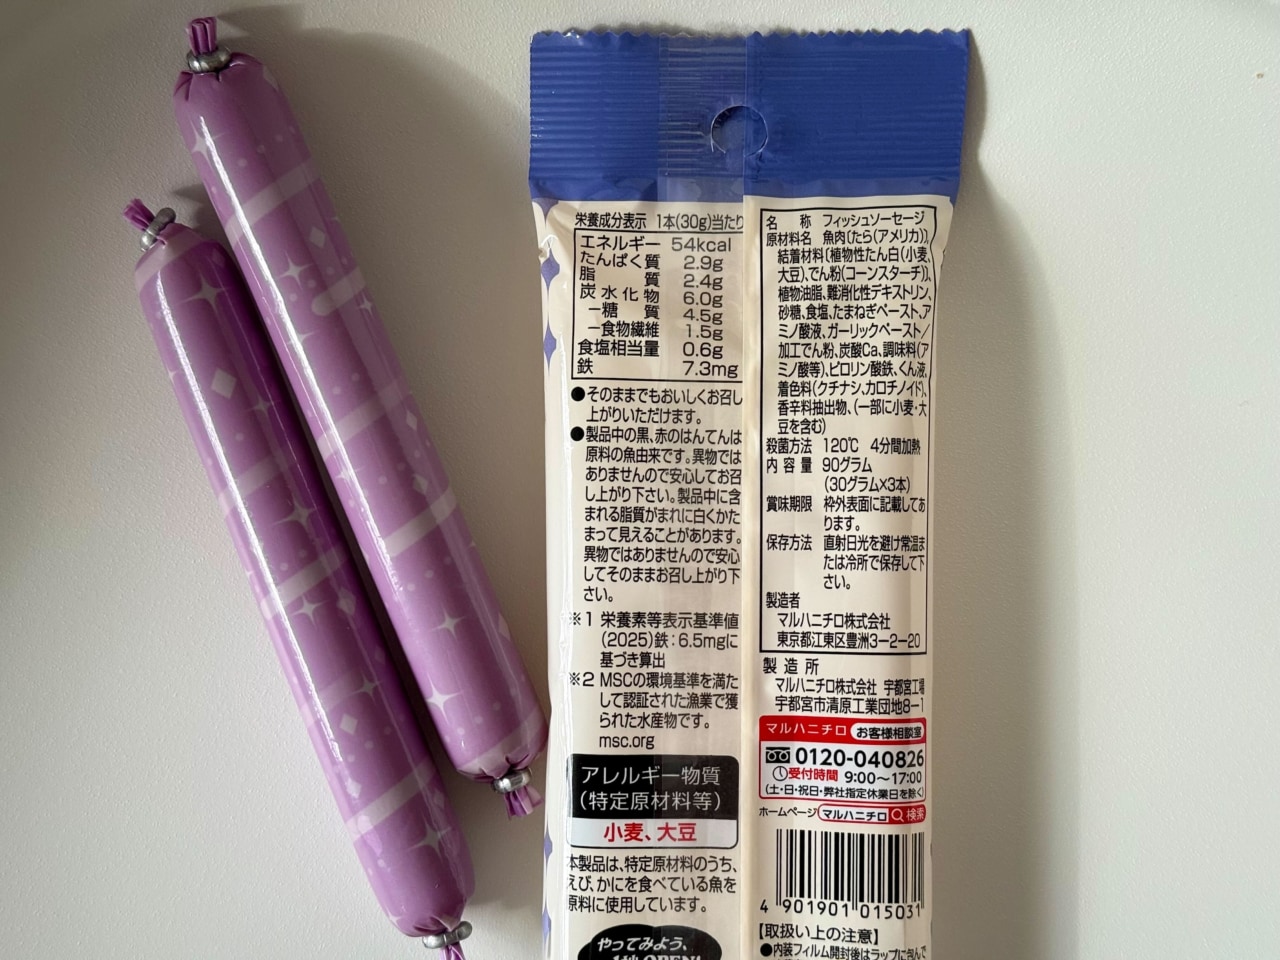 栄養成分表示 1本(30g)当たり
エネルギー 54kcal
たんぱく質 2.9g
脂質 2.4g
炭水化物 6.0g
－糖質 4.5g
－食物繊維 1.5g
食塩相当量 0.6g
鉄 7.3mg
●そのままでもおいしくお召し
上がりいただけます。
●製品中の黒、赤のはんてんは
原料の魚由来です。異物では
ありませんので安心してお召
し上がり下さい。製品中に含
まれる脂質がまれに白くかた
まって見えることがあります。
異物ではありませんので安心
してそのままお召し上がり下
さい。
※1 栄養素等表示基準値
(2025)鉄:6.5mgに
基づき算出
※2 MSCの環境基準を満た
して認証された漁業で獲
られた水産物です。
msc.org
アレルギー物質
(特定原材料等)
小麦、大豆
本製品は、特定原材料のうち、
えび、かにを食べている魚を
原料に使用しています。
やってみよう、
名称 フィッシュソーセージ
原材料名 魚肉(たら(アメリカ))、
結着材料(植物性たん白(小麦、
大豆)、でん粉(コーンスターチ))、
植物油脂、難消化性デキストリン、
砂糖、食塩、たまねぎペースト、ア
ミノ酸液、ガーリックペースト／
加工でん粉、炭酸Ca、調味料(ア
ミノ酸等)、ピロリン酸鉄、くん液、
着色料(クチナシ、カロチノイド)、
香辛料抽出物、(一部に小麦・大
豆を含む)
殺菌方法 120℃ 4分間加熱
内容量 90グラム
(30グラム×3本)
賞味期限 枠外表面に記載してあ
ります。
保存方法 直射日光を避け常温ま
たは冷所で保存して下
さい。
製造者
マルハニチロ株式会社
東京都江東区豊洲3－2－20
製造所
マルハニチロ株式会社 宇都宮工場
宇都宮市清原工業団地8－1
マルハニチロ お客様相談室
0120-040826
受付時間 9:00～17:00
(土・日・祝日・弊社指定休業日を除く)
ホームページ マルハニチロ 検索
4 901901 015031
【取扱い上の注意】
●内装フィルム開封後はラップに包んで